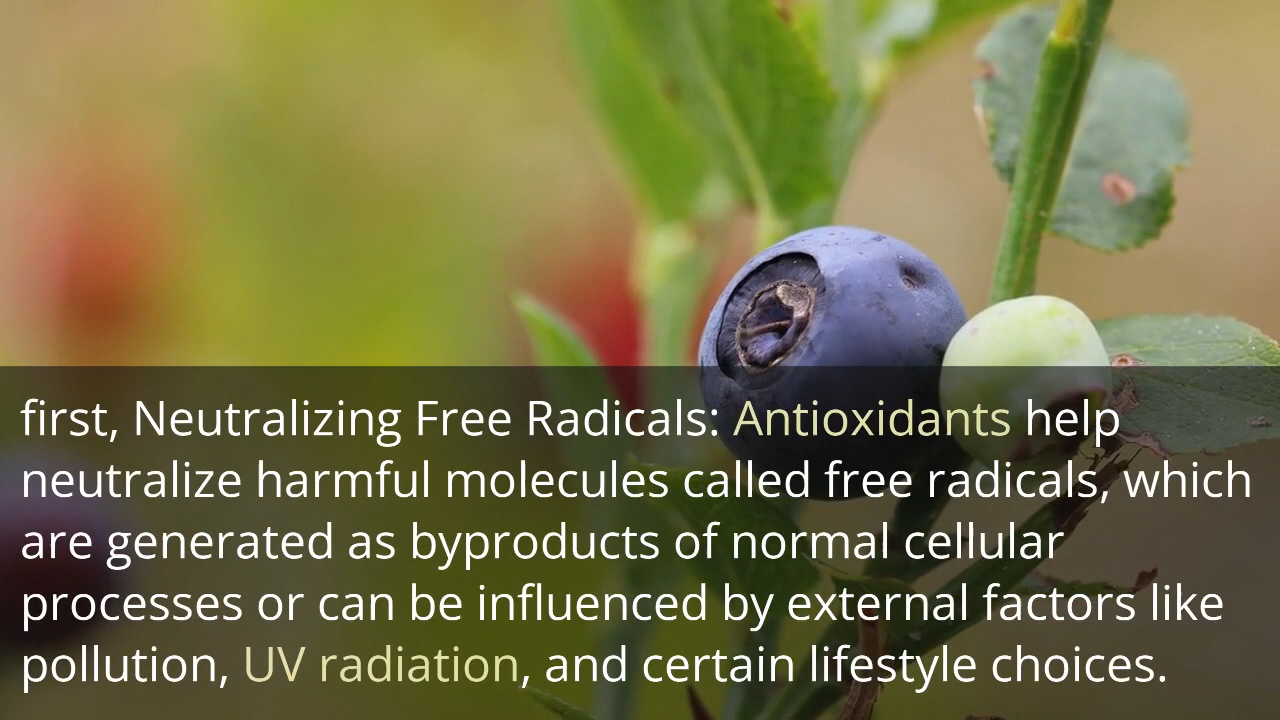 first, Neutralizing Free Radicals: Antioxidants help
neutralize harmful molecules called free radicals, which
are generated as byproducts of normal cellular
processes or can be influenced by external factors like
pollution, UV radiation, and certain lifestyle choices.